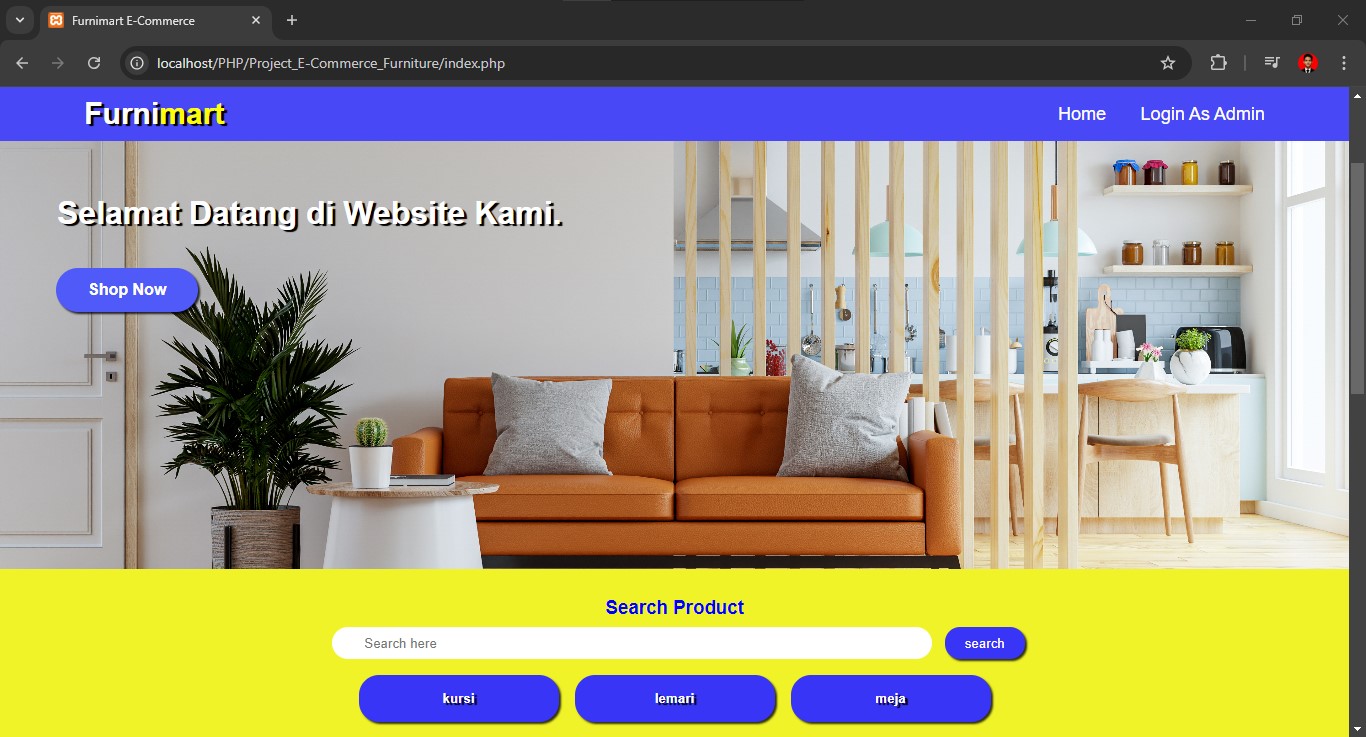 Furnimart E-Commerce
localhost/PHP/Project_E-Commerce_Furniture/index.php
Furnimart
Home
Login As Admin
Selamat Datang di Website Kami.
Shop Now
Search Product
Search here
search
kursi
lemari
meja